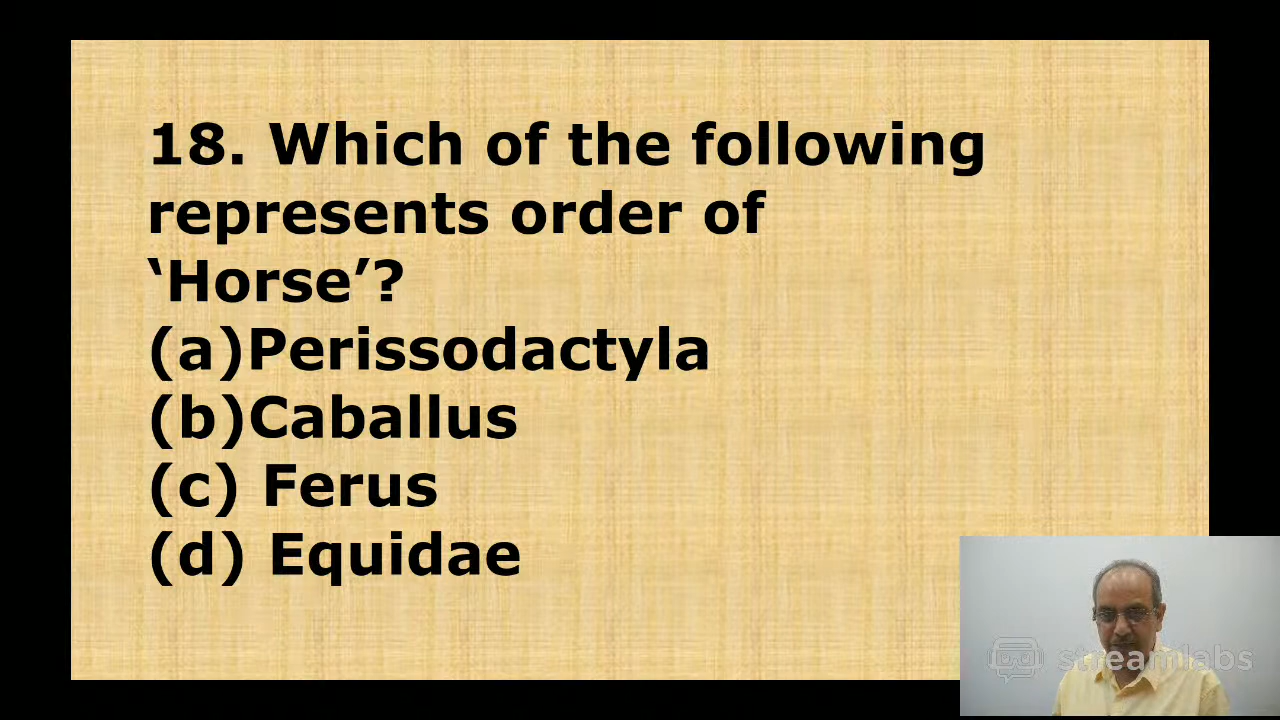 18. Which of the following
represents order of
‘Horse’?
(a)Perissodactyla
(b)Caballus
(c) Ferus
(d) Equidae
streamlabs